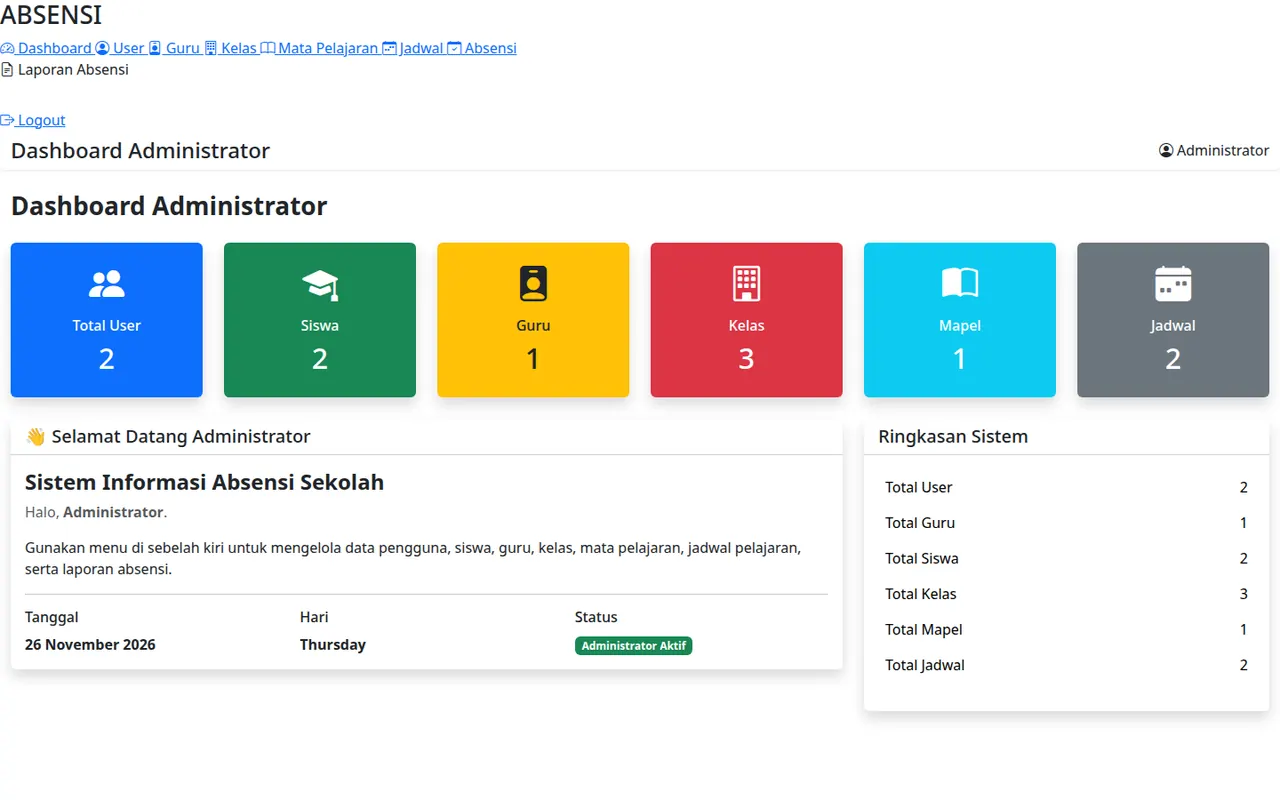 ABSENSI
Dashboard User Guru Kelas Mata Pelajaran Jadwal Absensi
Laporan Absensi
Logout
Dashboard Administrator
Administrator
Dashboard Administrator
Total User
2
Siswa
2
Guru
1
Kelas
3
Mapel
1
Jadwal
2
👋 Selamat Datang Administrator
Sistem Informasi Absensi Sekolah
Halo, Administrator.
Gunakan menu di sebelah kiri untuk mengelola data pengguna, siswa, guru, kelas, mata pelajaran, jadwal pelajaran,
serta laporan absensi.
Tanggal
26 November 2026
Hari
Thursday
Status
Administrator Aktif
Ringkasan Sistem
Total User 2
Total Guru 1
Total Siswa 2
Total Kelas 3
Total Mapel 1
Total Jadwal 2